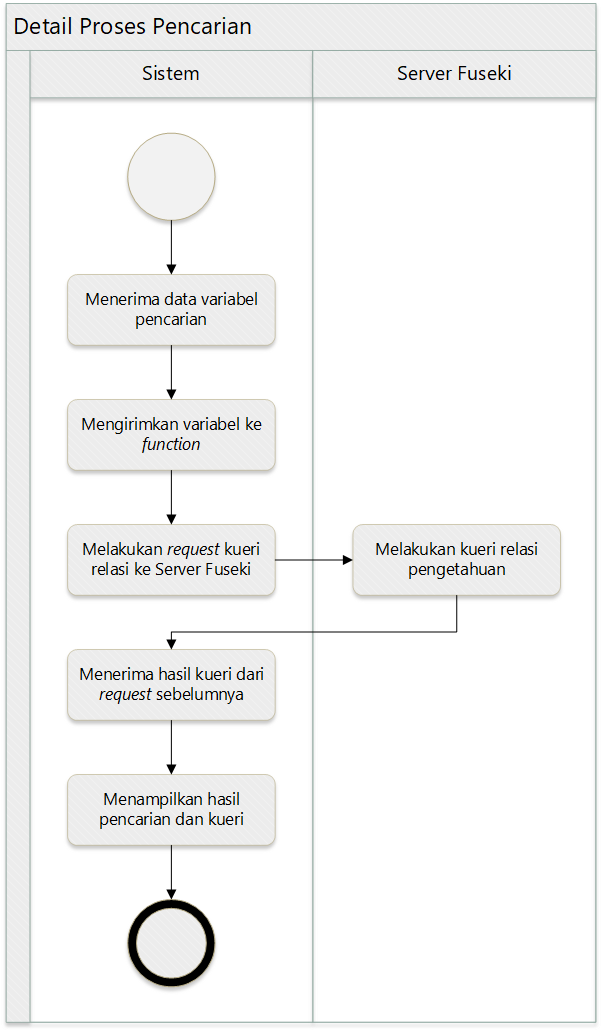 Detail Proses Pencarian
Sistem
Server Fuseki
Menerima data variabel
pencarian
Mengirimkan variabel ke
function
Melakukan request kueri
relasi ke Server Fuseki
Melakukan kueri relasi
pengetahuan
Menerima hasil kueri dari
request sebelumnya
Menampilkan hasil
pencarian dan kueri